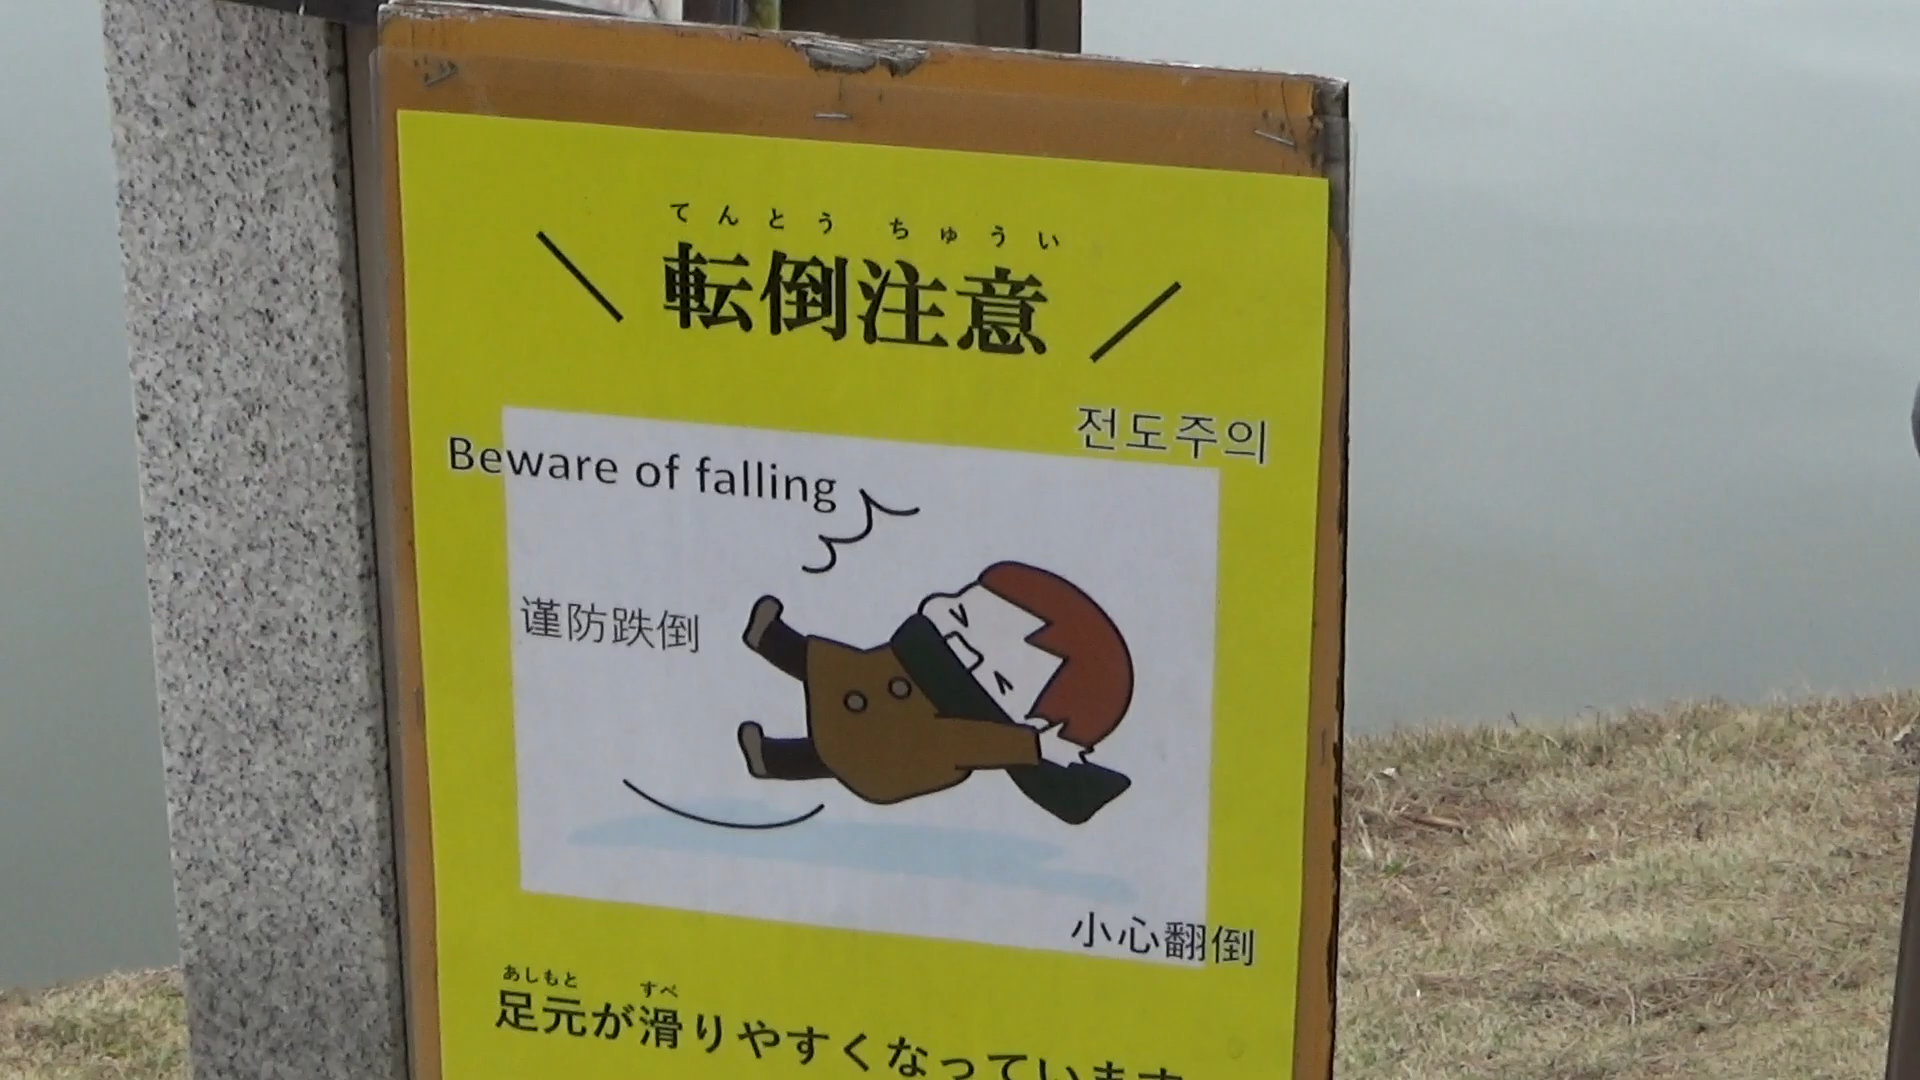 てんとう ちゅうい
転倒注意
전도주의
Beware of falling
谨防跌倒
小心翻倒
あしもと すべ
足元が滑りやすくなっています